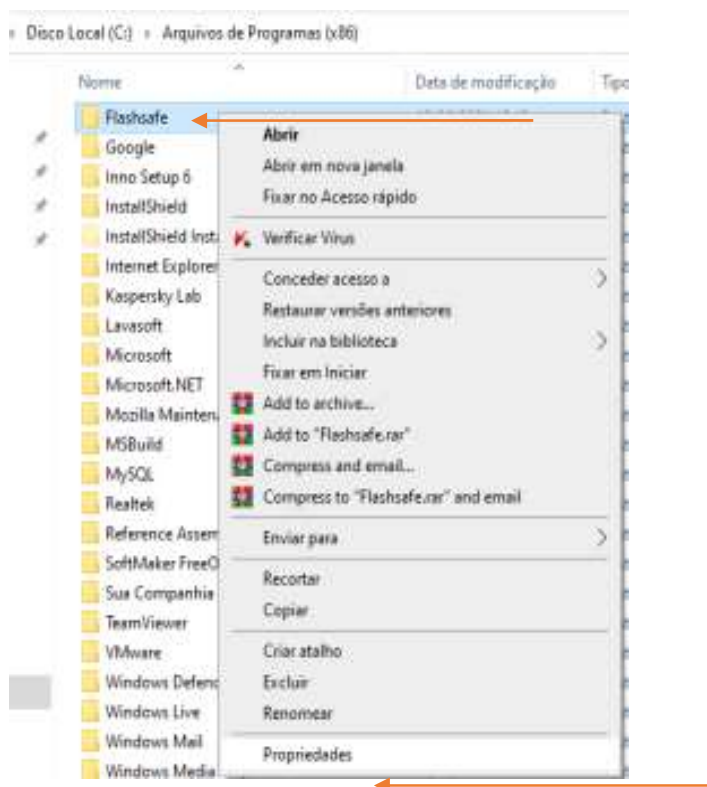 Disco Local (C:) › Arquivos de Programas (x86)
Nome Data de modificação Tipo
Flashsafe
Google
Inno Setup 6
InstallShield
InstallShield Inst
Internet Explorer
Kaspersky Lab
Lavasoft
Microsoft
Microsoft.NET
Mozilla Mainten
MSBuild
MySQL
Realtek
Reference Assem
SoftMaker FreeO
Sua Companhia
TeamViewer
VMware
Windows Defend
Windows Live
Windows Mail
Windows Media
Abrir
Abrir em nova janela
Fixar no Acesso rápido
Verificar Vírus
Conceder acesso a
Restaurar versões anteriores
Incluir na biblioteca
Fixar em Iniciar
Add to archive...
Add to "Flashsafe.rar"
Compress and email...
Compress to "Flashsafe.rar" and email
Enviar para
Recortar
Copiar
Criar atalho
Excluir
Renomear
Propriedades